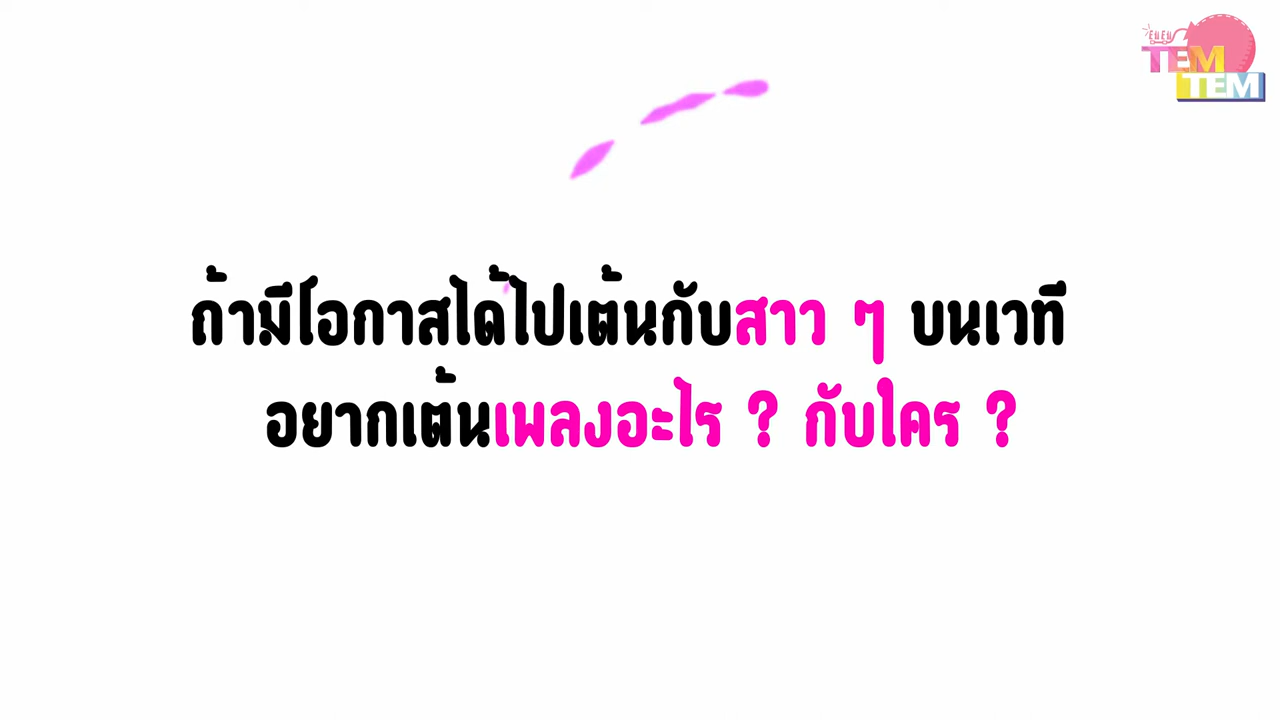 TEM
TEM
ถ้ามีโอกาสได้ไปเต้นกับสาว ๆ บนเวที
อยากเต้นเพลงอะไร ? กับใคร ?